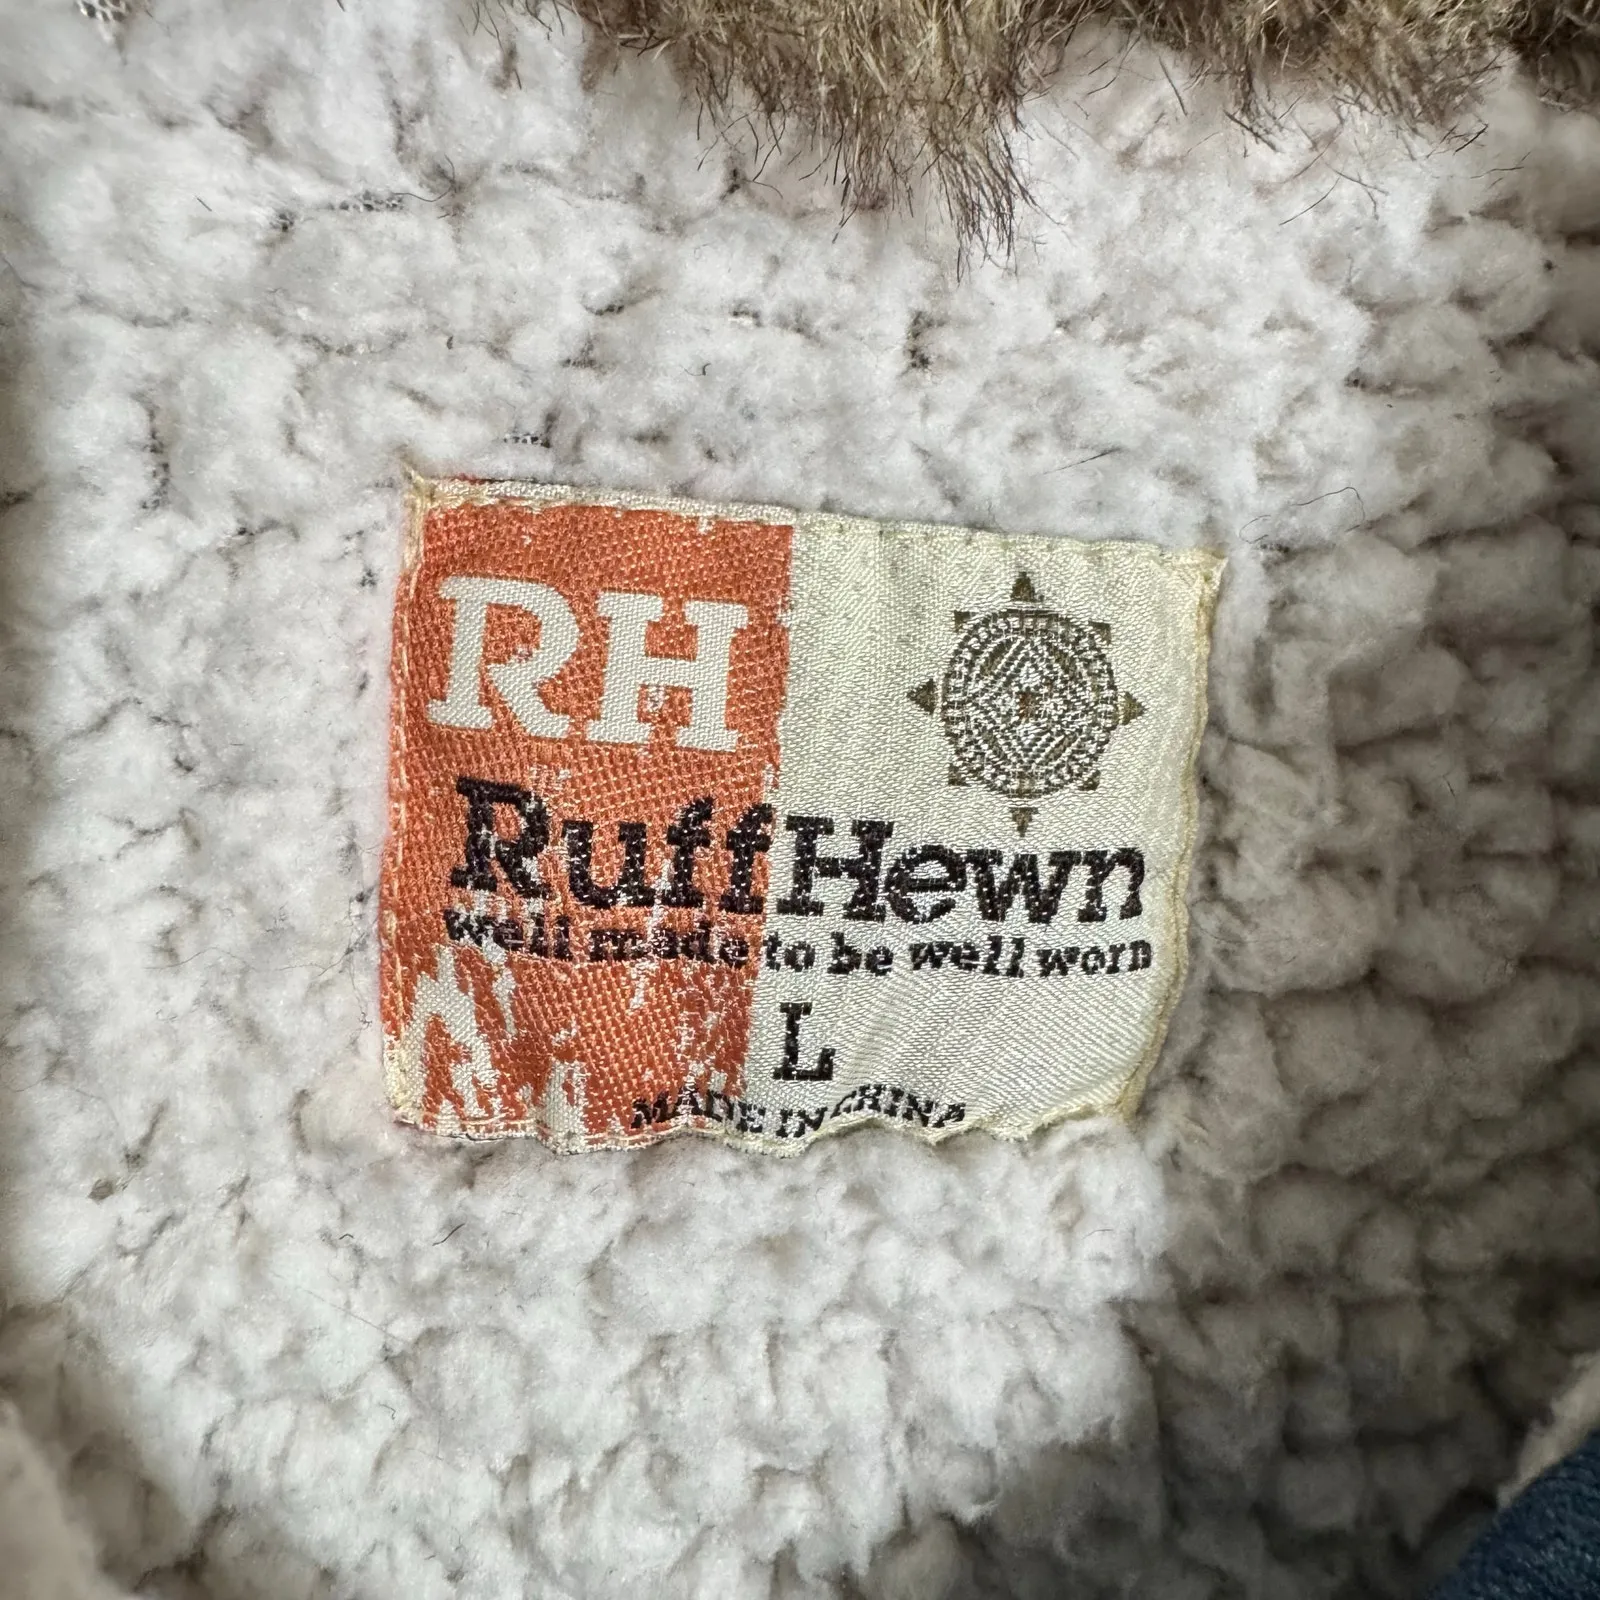 RH
RuffHewn
well made to be well worn
L
MADE IN CHINA